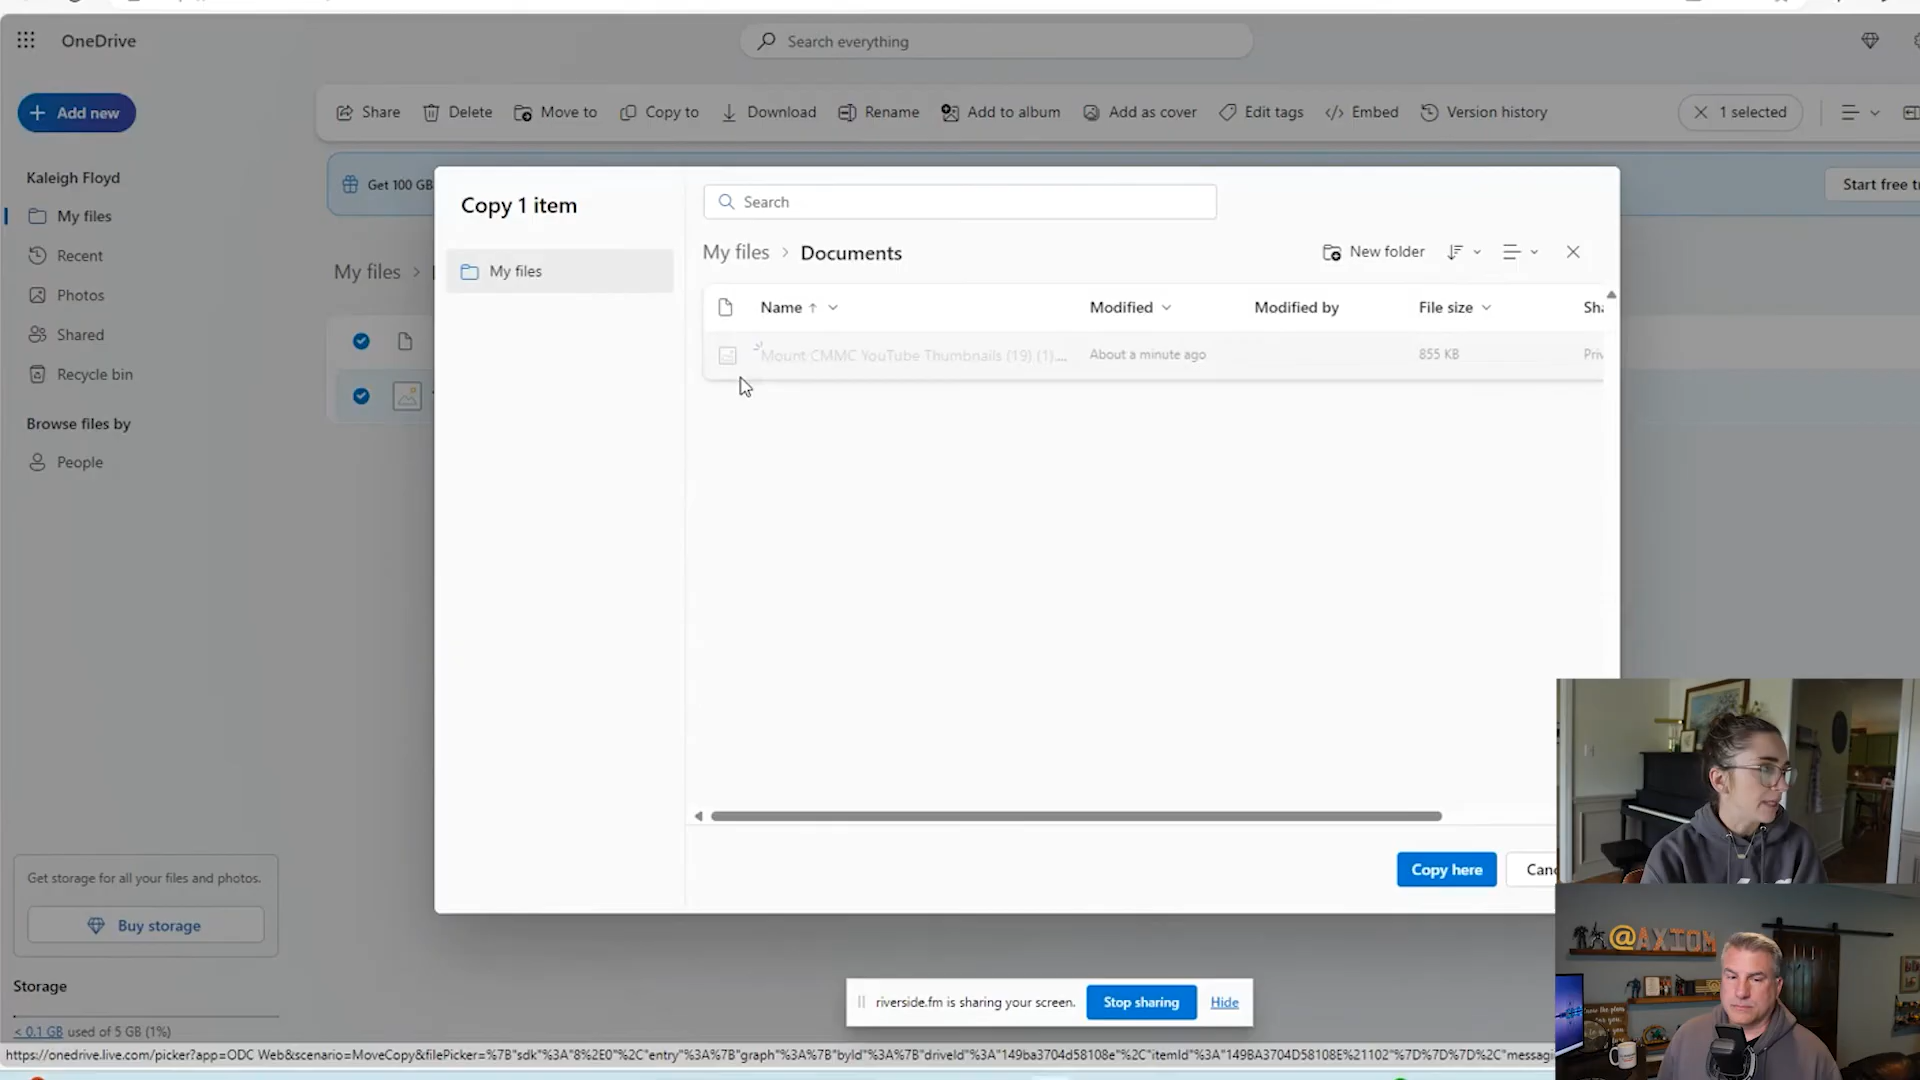 OneDrive
Search everything
Add new
Share
Delete
Move to
Copy to
Download
Rename
Add to album
Add as cover
Edit tags
Embed
Version history
1 selected
Kaleigh Floyd
My files
Recent
Photos
Shared
Recycle bin
Browse files by
People
Get 100 GB
Start free t
My files >
Copy 1 item
My files
Search
My files > Documents
New folder
Name
Modified
Modified by
File size
Sha
Mount CMMC YouTube Thumbnails (19) (1)....
About a minute ago
855 KB
Priv
Copy here
Canc
Get storage for all your files and photos.
Buy storage
Storage
< 0.1 GB used of 5 GB (1%)
riverside.fm is sharing your screen.
Stop sharing
Hide
@AXIOM
https://onedrive.live.com/picker?app=ODC Web&scenario=MoveCopy&filePicker=%7B"sdk"%3A"8%2E0"%2C"entry"%3A%7B"graph"%3A%7B"byId"%3A%7B"driveId"%3A"149ba3704d58108e"%2C"itemId"%3A"149BA3704D58108E%21102"%7D%7D%7D%2C"messagin